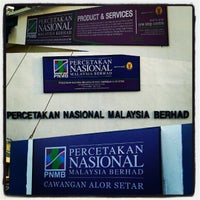 PERCETAKAN
NASIONAL
MALAYSIA BERHAD
PNMB
PRODUCT & SERVICES
PERCETAKAN
NASIONAL
MALAYSIA BERHAD
PNMB
PERCETAKAN NASIONAL MALAYSIA BERHAD
PERCETAKAN
NASIONAL
MALAYSIA BERHAD
PNMB
CAWANGAN ALOR SETAR